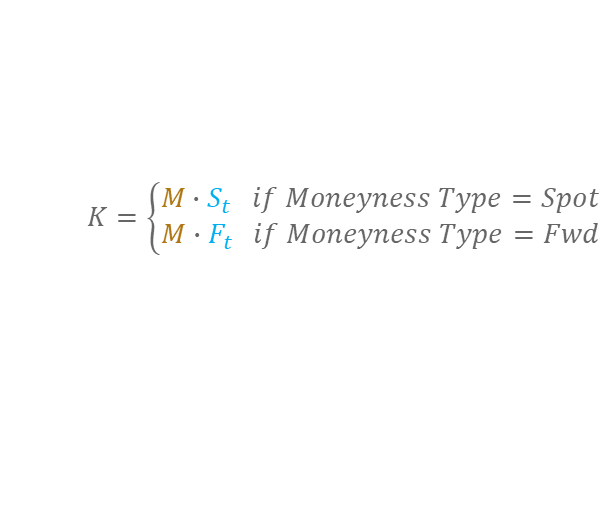 K = { M · S_t if Moneyness Type = Spot
M · F_t if Moneyness Type = Fwd